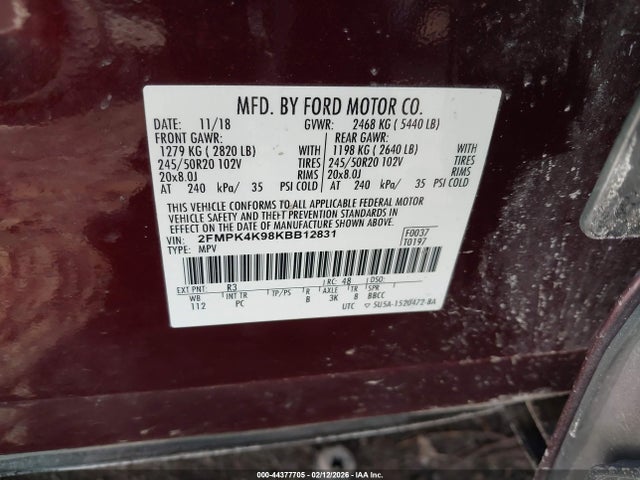 MFD. BY FORD MOTOR CO.
DATE: 11/18 GVWR: 2468 KG ( 5440 LB)
FRONT GAWR: REAR GAWR:
1279 KG ( 2820 LB) WITH 1198 KG ( 2640 LB) WITH
245/50R20 102V TIRES 245/50R20 102V TIRES
20x8.0J RIMS 20x8.0J RIMS
AT 240 kPa/ 35 PSI COLD AT 240 kPa/ 35 PSI COLD
THIS VEHICLE CONFORMS TO ALL APPLICABLE FEDERAL MOTOR
VEHICLE SAFETY AND THEFT PREVENTION STANDARDS IN EFFECT
ON THE DATE OF MANUFACTURE SHOWN ABOVE.
VIN: 2FMPK4K98KBB12831 F0037
TYPE: MPV T0197
EXT PNT: R3 RC: 48 DSO:
WB INT TR TP/PS R AXLE TR SPR
112 PC B 3K 8 BBCC
UTC ▽ 5U5A-1520472-BA
000-44377705 - 02/12/2026 - IAA Inc.